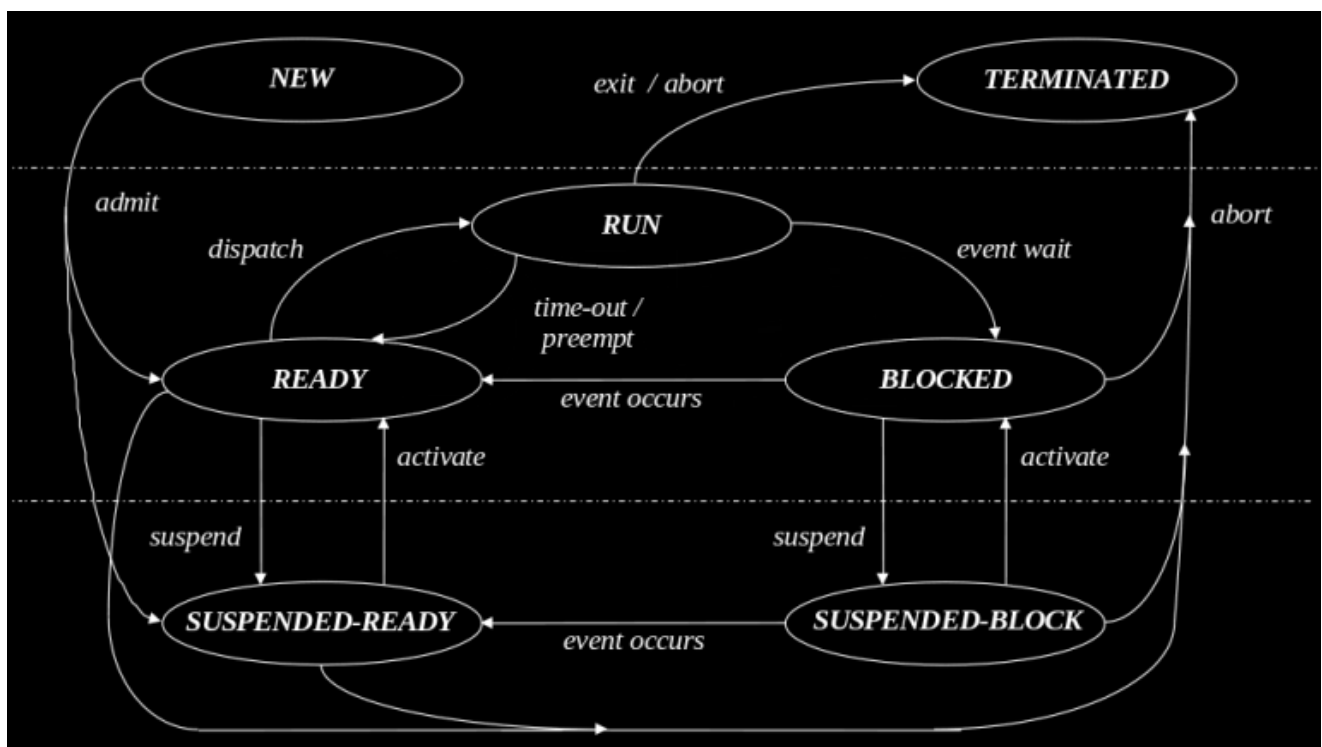 NEW
exit / abort
TERMINATED
admit
RUN
abort
dispatch
event wait
time-out /
preempt
READY
BLOCKED
event occurs
activate
activate
suspend
suspend
SUSPENDED-READY
SUSPENDED-BLOCK
event occurs